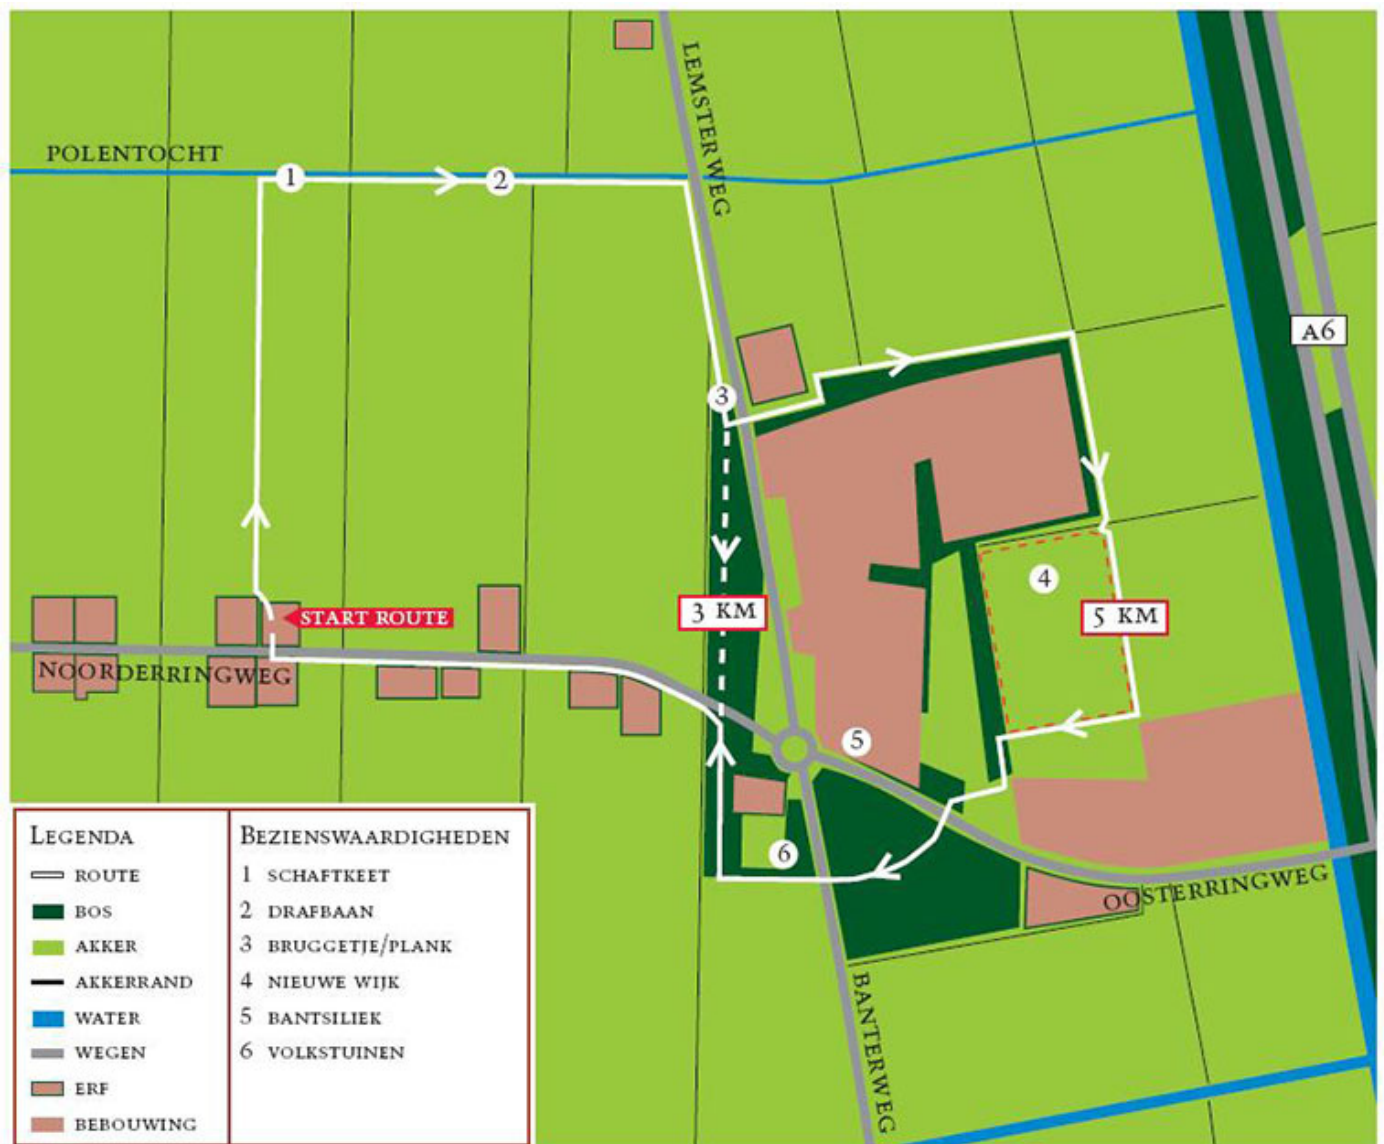 LEMSTERWEG
POLENTOCHT
1
2
A6
3
4
3 KM
5 KM
START ROUTE
NOORDERRINGWEG
5
6
OOSTERRINGWEG
BANTERWEG
LEGENDA
ROUTE
BOS
AKKER
AKKERRAND
WATER
WEGEN
ERF
BEBOUWING
BEZIENSWAARDIGHEDEN
1 SCHAFTKEET
2 DRAFBAAN
3 BRUGGETJE/PLANK
4 NIEUWE WIJK
5 BANTSILIEK
6 VOLKSTUINEN